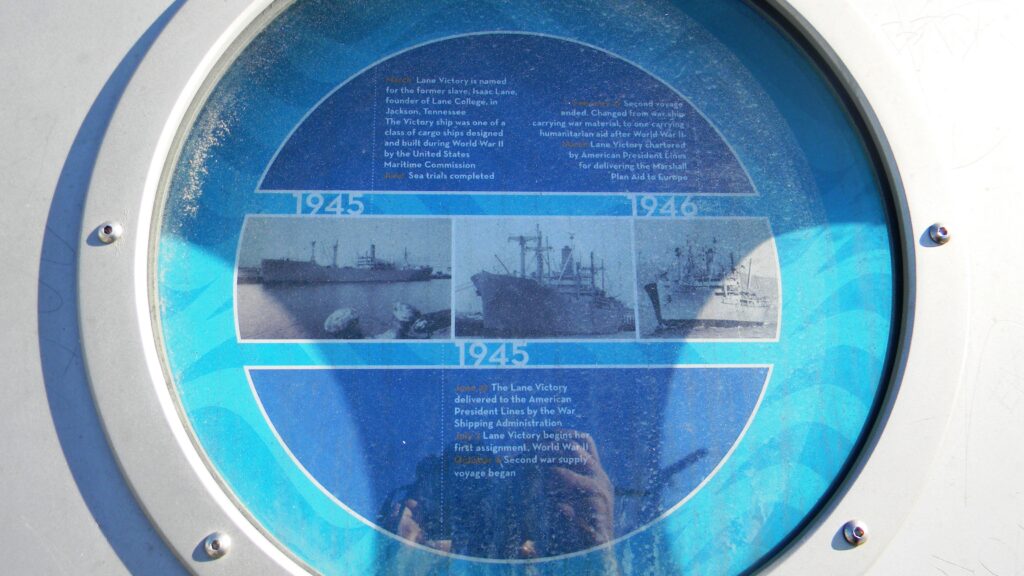 March Lane Victory is named
for the former slave, Isaac Lane,
founder of Lane College, in
Jackson, Tennessee
The Victory ship was one of a
class of cargo ships designed
and built during World War II
by the United States
Maritime Commission
June Sea trials completed
1945
Second voyage
ended. Changed from war ship
carrying war material, to one carrying
humanitarian aid after World War II.
March Lane Victory chartered
by American President Lines
for delivering the Marshall
Plan Aid to Europe
1946
1945
The Lane Victory
delivered to the American
President Lines by the War
Shipping Administration
Lane Victory begins her
first assignment, World War II
Second war supply
voyage began